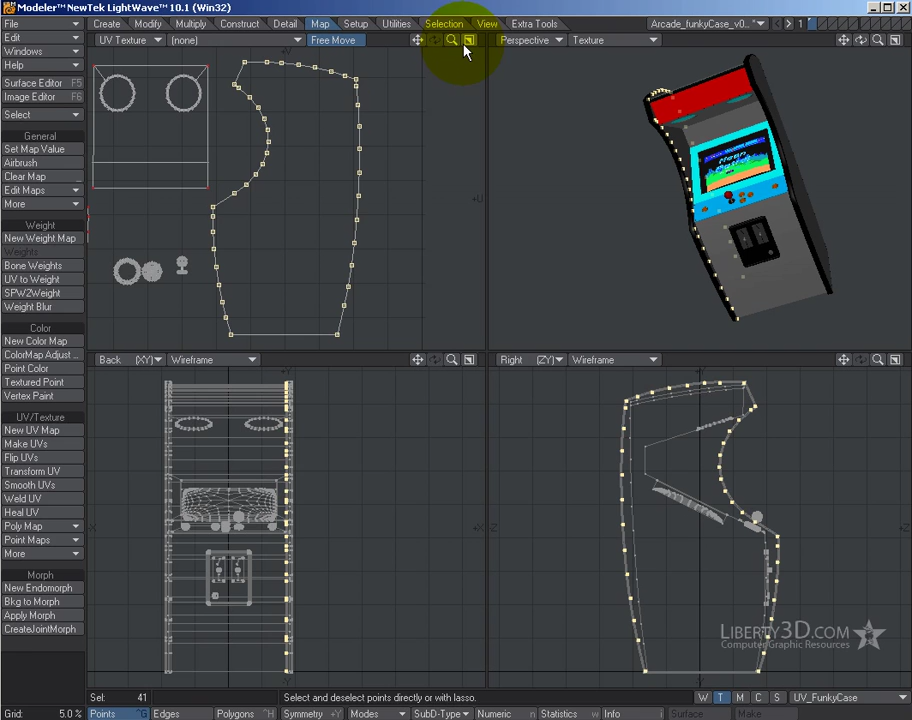 Modeler™ NewTek LightWave™ 10.1 (Win32)
File Create Modify Multiply Construct Detail Map Setup Utilities Selection View Extra Tools Arcade_funkyCase_v0... 1
Edit UV Texture (none) Free Move Perspective Texture
Windows
Help
Surface Editor F5
Image Editor F6
Select
General
Set Map Value
Airbrush
Clear Map ...
Edit Maps
More
Weight
New Weight Map
Weights
Bone Weights
UV to Weight
SPW2Weight
Weight Blur
Color
New Color Map
ColorMap Adjust ...
Point Color
Textured Point
Vertex Paint
UV/Texture
New UV Map
Make UVs
Flip UVs
Transform UV
Smooth UVs
Weld UV
Heal UV
Poly Map
Point Maps
More
Morph
New Endomorph
Bkg to Morph
Apply Morph
CreateJointMorph
Back (XY) Wireframe Right (ZY) Wireframe
LIBERTY3D.COM
Computer Graphic Resources
Sel: 41 Select and deselect points directly or with lasso. W T M C S UV_FunkyCase
Grid: 5.0 % Points ^G Edges Polygons ^H Symmetry +Y Modes SubD-Type Numeric n Statistics w Info i Surface Make